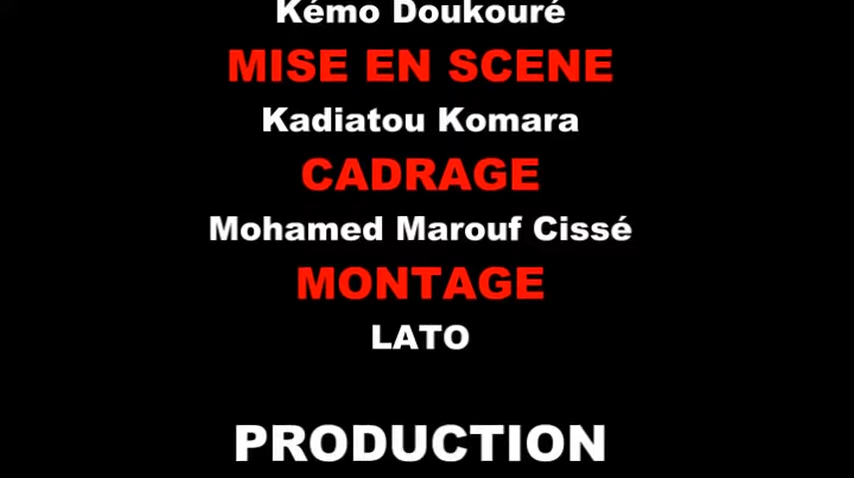 Kémo Doukouré
MISE EN SCENE
Kadiatou Komara
CADRAGE
Mohamed Marouf Cissé
MONTAGE
LATO
PRODUCTION